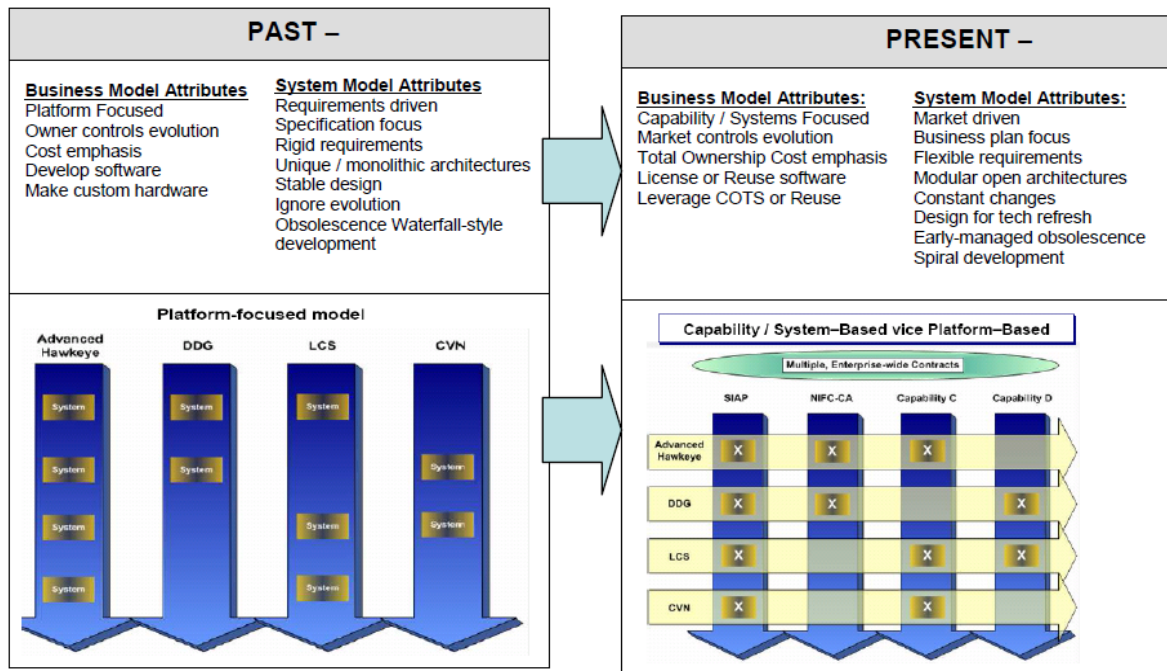 PAST –
Business Model Attributes
Platform Focused
Owner controls evolution
Cost emphasis
Develop software
Make custom hardware
System Model Attributes
Requirements driven
Specification focus
Rigid requirements
Unique / monolithic architectures
Stable design
Ignore evolution
Obsolescence Waterfall-style
development
PRESENT –
Business Model Attributes:
Capability / Systems Focused
Market controls evolution
Total Ownership Cost emphasis
License or Reuse software
Leverage COTS or Reuse
System Model Attributes:
Market driven
Business plan focus
Flexible requirements
Modular open architectures
Constant changes
Design for tech refresh
Early-managed obsolescence
Spiral development
Platform-focused model
Advanced
Hawkeye
DDG
LCS
CVN
System
System
System
System
System
System
System
System
System
System
System
Capability / System–Based vice Platform–Based
Multiple, Enterprise-wide Contracts
SIAP
NIFC-CA
Capability C
Capability D
Advanced
Hawkeye
X
X
X
DDG
X
X
X
LCS
X
X
X
CVN
X
X